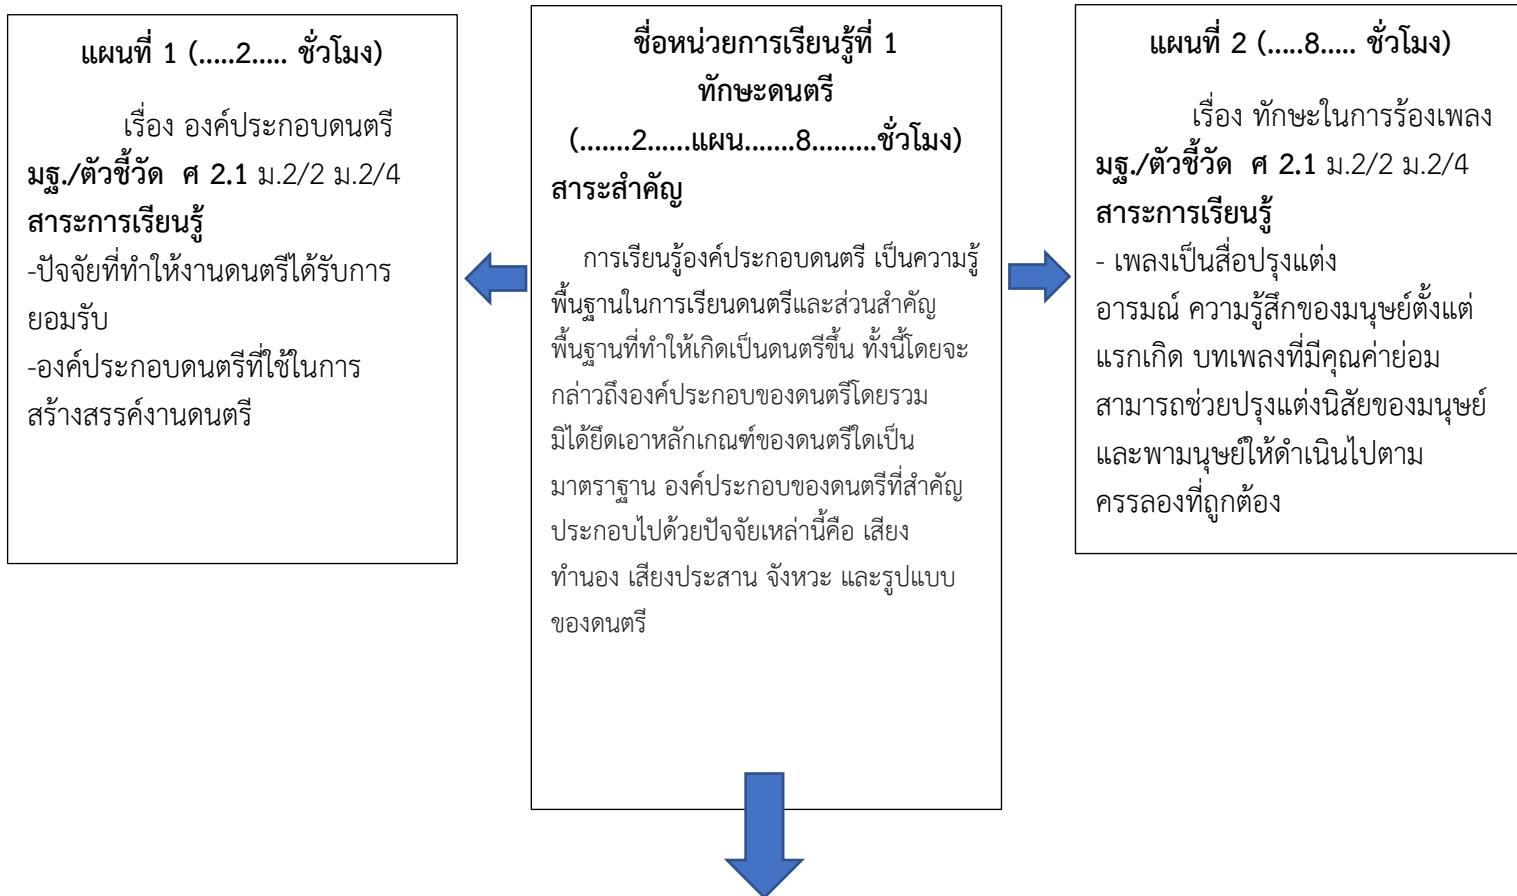 แผนที่ 1 (.....2..... ชั่วโมง)
เรื่อง องค์ประกอบดนตรี
มฐ./ตัวชี้วัด ศ 2.1 ม.2/2 ม.2/4
สาระการเรียนรู้
-ปัจจัยที่ทำให้งานดนตรีได้รับการ
ยอมรับ
-องค์ประกอบดนตรีที่ใช้ในการ
สร้างสรรค์งานดนตรี
ชื่อหน่วยการเรียนรู้ที่ 1
ทักษะดนตรี
(.......2......แผน.......8.........ชั่วโมง)
สาระสำคัญ
การเรียนรู้องค์ประกอบดนตรี เป็นความรู้
พื้นฐานในการเรียนดนตรีและส่วนสำคัญ
พื้นฐานที่ทำให้เกิดเป็นดนตรีขึ้น ทั้งนี้โดยจะ
กล่าวถึงองค์ประกอบของดนตรีโดยรวม
มิได้ยึดเอาหลักเกณฑ์ของดนตรีใดเป็น
มาตราฐาน องค์ประกอบของดนตรีที่สำคัญ
ประกอบไปด้วยปัจจัยเหล่านี้คือ เสียง
ทำนอง เสียงประสาน จังหวะ และรูปแบบ
ของดนตรี
แผนที่ 2 (.....8..... ชั่วโมง)
เรื่อง ทักษะในการร้องเพลง
มฐ./ตัวชี้วัด ศ 2.1 ม.2/2 ม.2/4
สาระการเรียนรู้
- เพลงเป็นสื่อปรุงแต่ง
อารมณ์ ความรู้สึกของมนุษย์ตั้งแต่
แรกเกิด บทเพลงที่มีคุณค่าย่อม
สามารถช่วยปรุงแต่งนิสัยของมนุษย์
และพามนุษย์ให้ดำเนินไปตาม
ครรลองที่ถูกต้อง